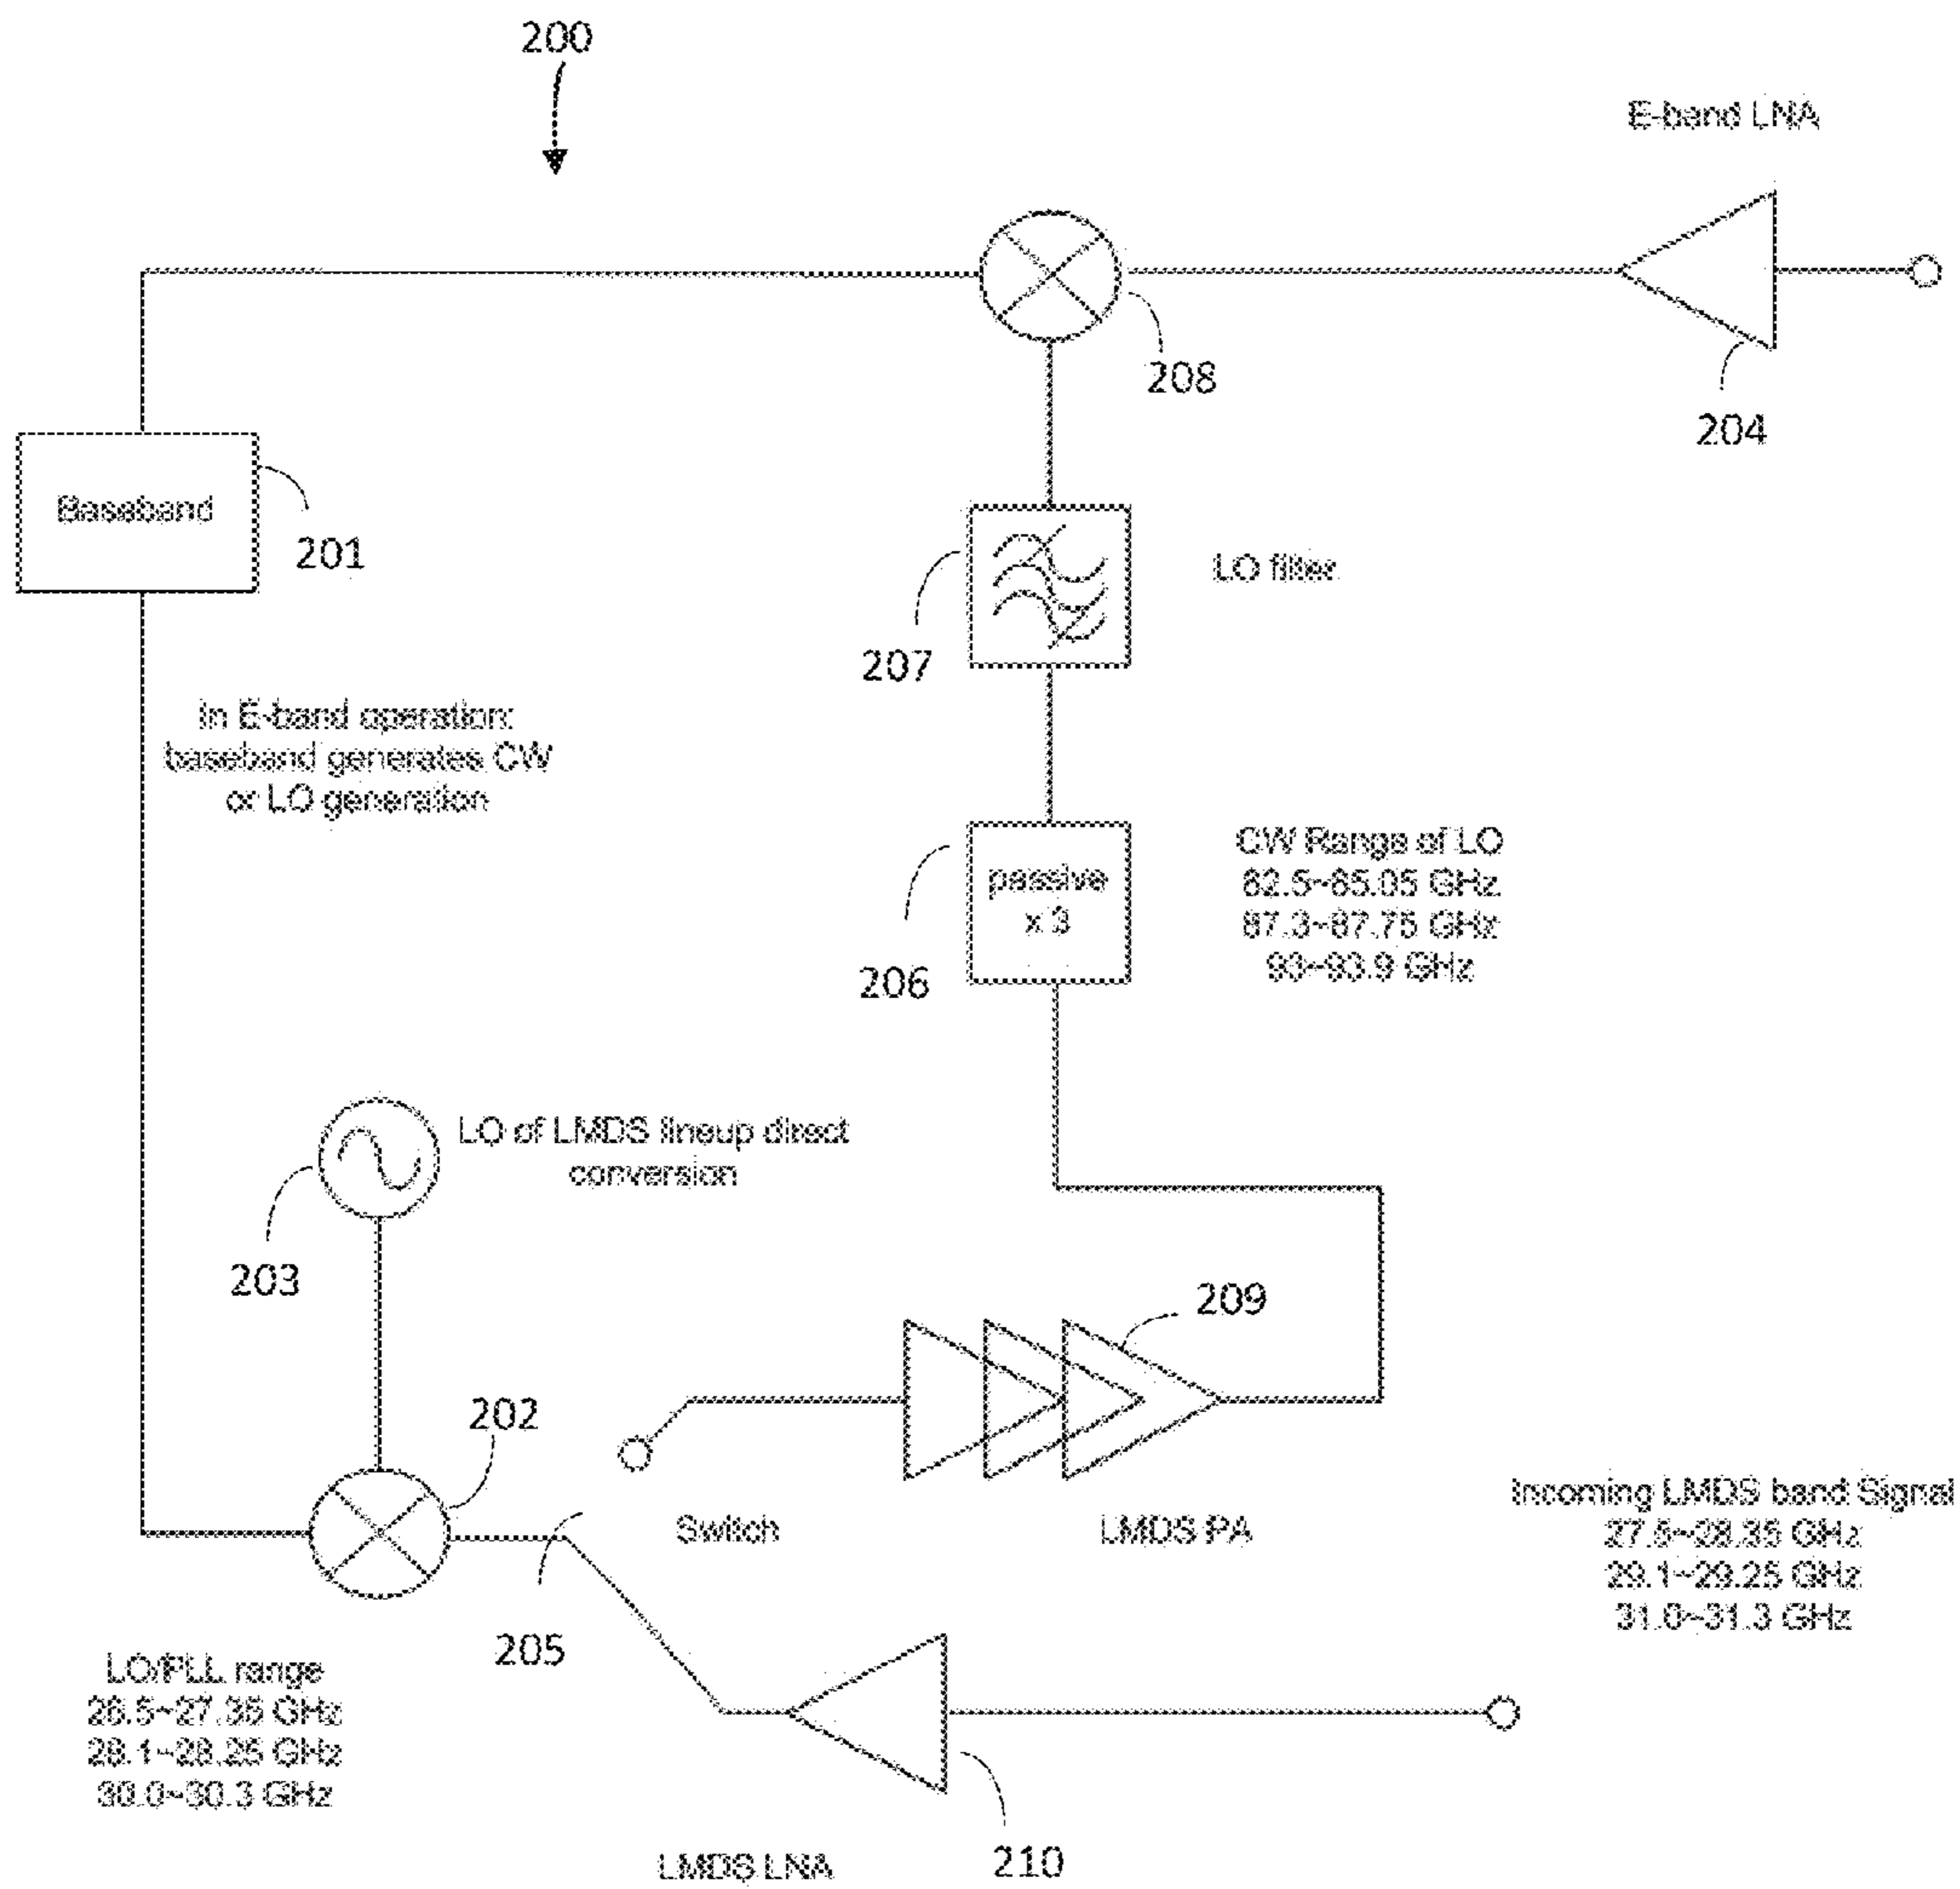 200
E-band LNA
208
204
Baseband
201
LO filter
207
In E-band operation:
baseband generates CW
or LO generation
CW Range of LO
82.5~85.05 GHz
87.3~87.75 GHz
93~93.9 GHz
passive
x 3
206
LO of LMDS lineup direct
conversion
203
209
202
Switch
LMDS PA
Incoming LMDS band Signal
27.5~28.35 GHz
29.1~29.25 GHz
31.0~31.3 GHz
205
LO/PLL range
26.5~27.35 GHz
28.1~28.25 GHz
30.0~30.3 GHz
LMDS LNA
210